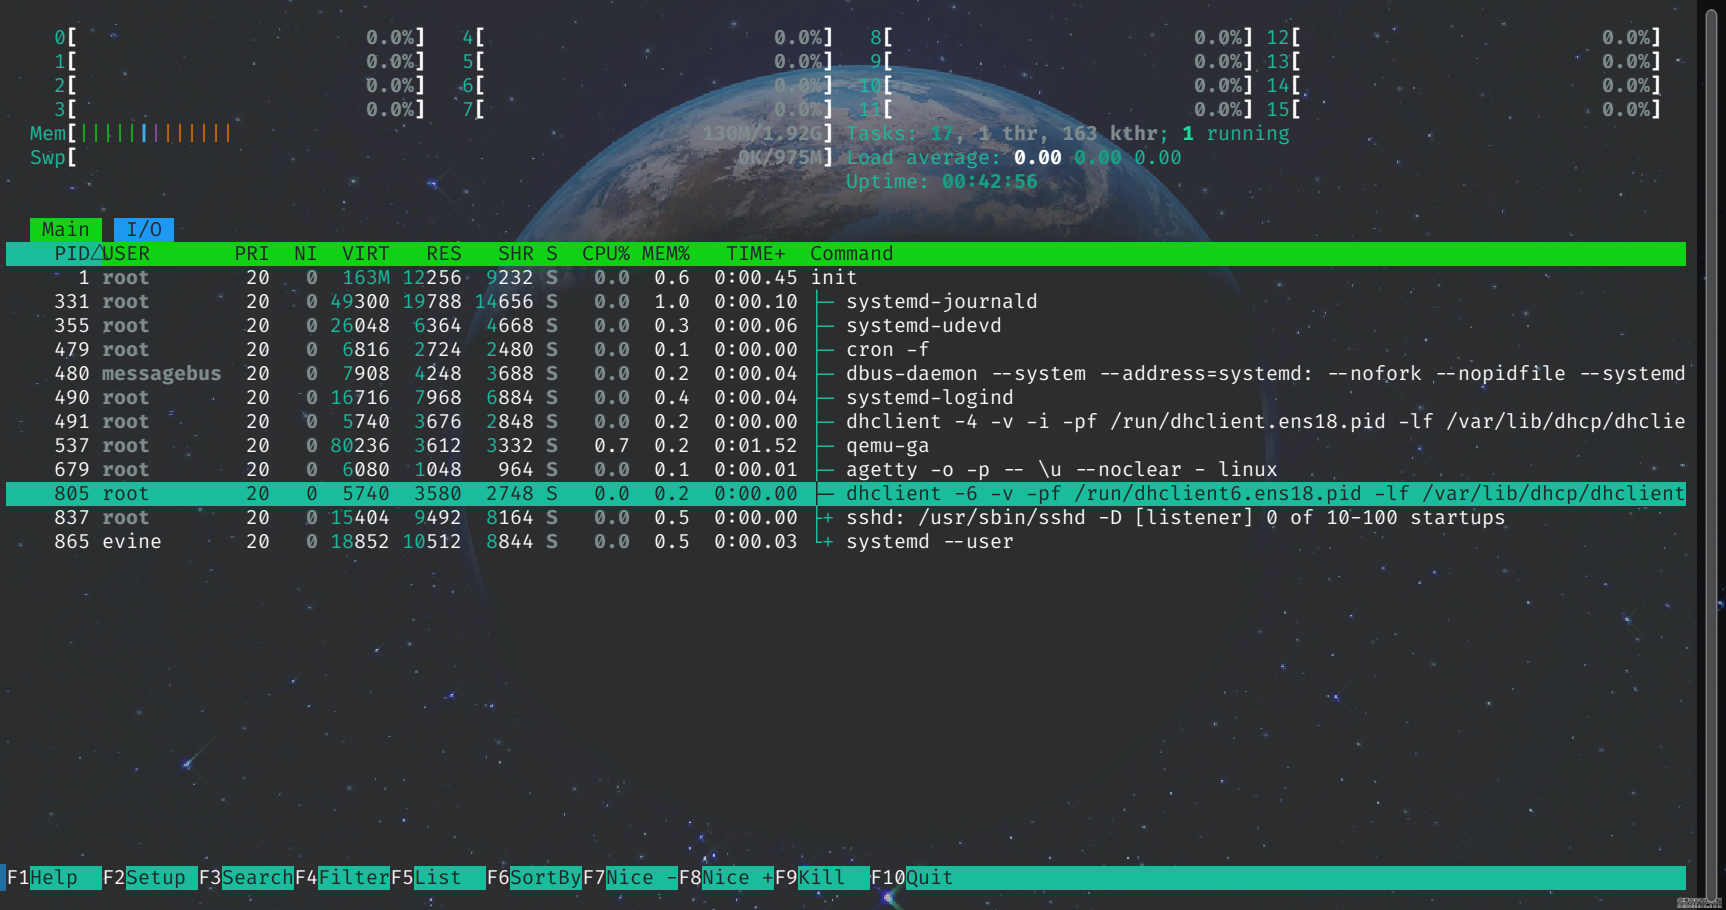 0[ 0.0%] 4[ 0.0%] 8[ 0.0%] 12[ 0.0%]
1[ 0.0%] 5[ 0.0%] 9[ 0.0%] 13[ 0.0%]
2[ 0.0%] 6[ 0.0%] 10[ 0.0%] 14[ 0.0%]
3[ 0.0%] 7[ 0.0%] 11[ 0.0%] 15[ 0.0%]
Mem[||||||||||||| 130M/1.92G] Tasks: 17, 1 thr, 163 kthr; 1 running
Swp[ 0K/975M] Load average: 0.00 0.00 0.00
Uptime: 00:42:56
Main I/O
PID△USER PRI NI VIRT RES SHR S CPU% MEM% TIME+ Command
1 root 20 0 163M 12256 9232 S 0.0 0.6 0:00.45 init
331 root 20 0 49300 19788 14656 S 0.0 1.0 0:00.10 ├─ systemd-journald
355 root 20 0 26048 6364 4668 S 0.0 0.3 0:00.06 ├─ systemd-udevd
479 root 20 0 6816 2724 2480 S 0.0 0.1 0:00.00 ├─ cron -f
480 messagebus 20 0 7908 4248 3688 S 0.0 0.2 0:00.04 ├─ dbus-daemon --system --address=systemd: --nofork --nopidfile --systemd
490 root 20 0 16716 7968 6884 S 0.0 0.4 0:00.04 ├─ systemd-logind
491 root 20 0 5740 3676 2848 S 0.0 0.2 0:00.00 ├─ dhclient -4 -v -i -pf /run/dhclient.ens18.pid -lf /var/lib/dhcp/dhclie
537 root 20 0 80236 3612 3332 S 0.7 0.2 0:01.52 ├─ qemu-ga
679 root 20 0 6080 1048 964 S 0.0 0.1 0:00.01 ├─ agetty -o -p -- \u --noclear - linux
805 root 20 0 5740 3580 2748 S 0.0 0.2 0:00.00 ├─ dhclient -6 -v -pf /run/dhclient6.ens18.pid -lf /var/lib/dhcp/dhclient
837 root 20 0 15404 9492 8164 S 0.0 0.5 0:00.00 ├+ sshd: /usr/sbin/sshd -D [listener] 0 of 10-100 startups
865 evine 20 0 18852 10512 8844 S 0.0 0.5 0:00.03 └+ systemd --user
F1Help F2Setup F3SearchF4FilterF5List F6SortByF7Nice -F8Nice +F9Kill F10Quit